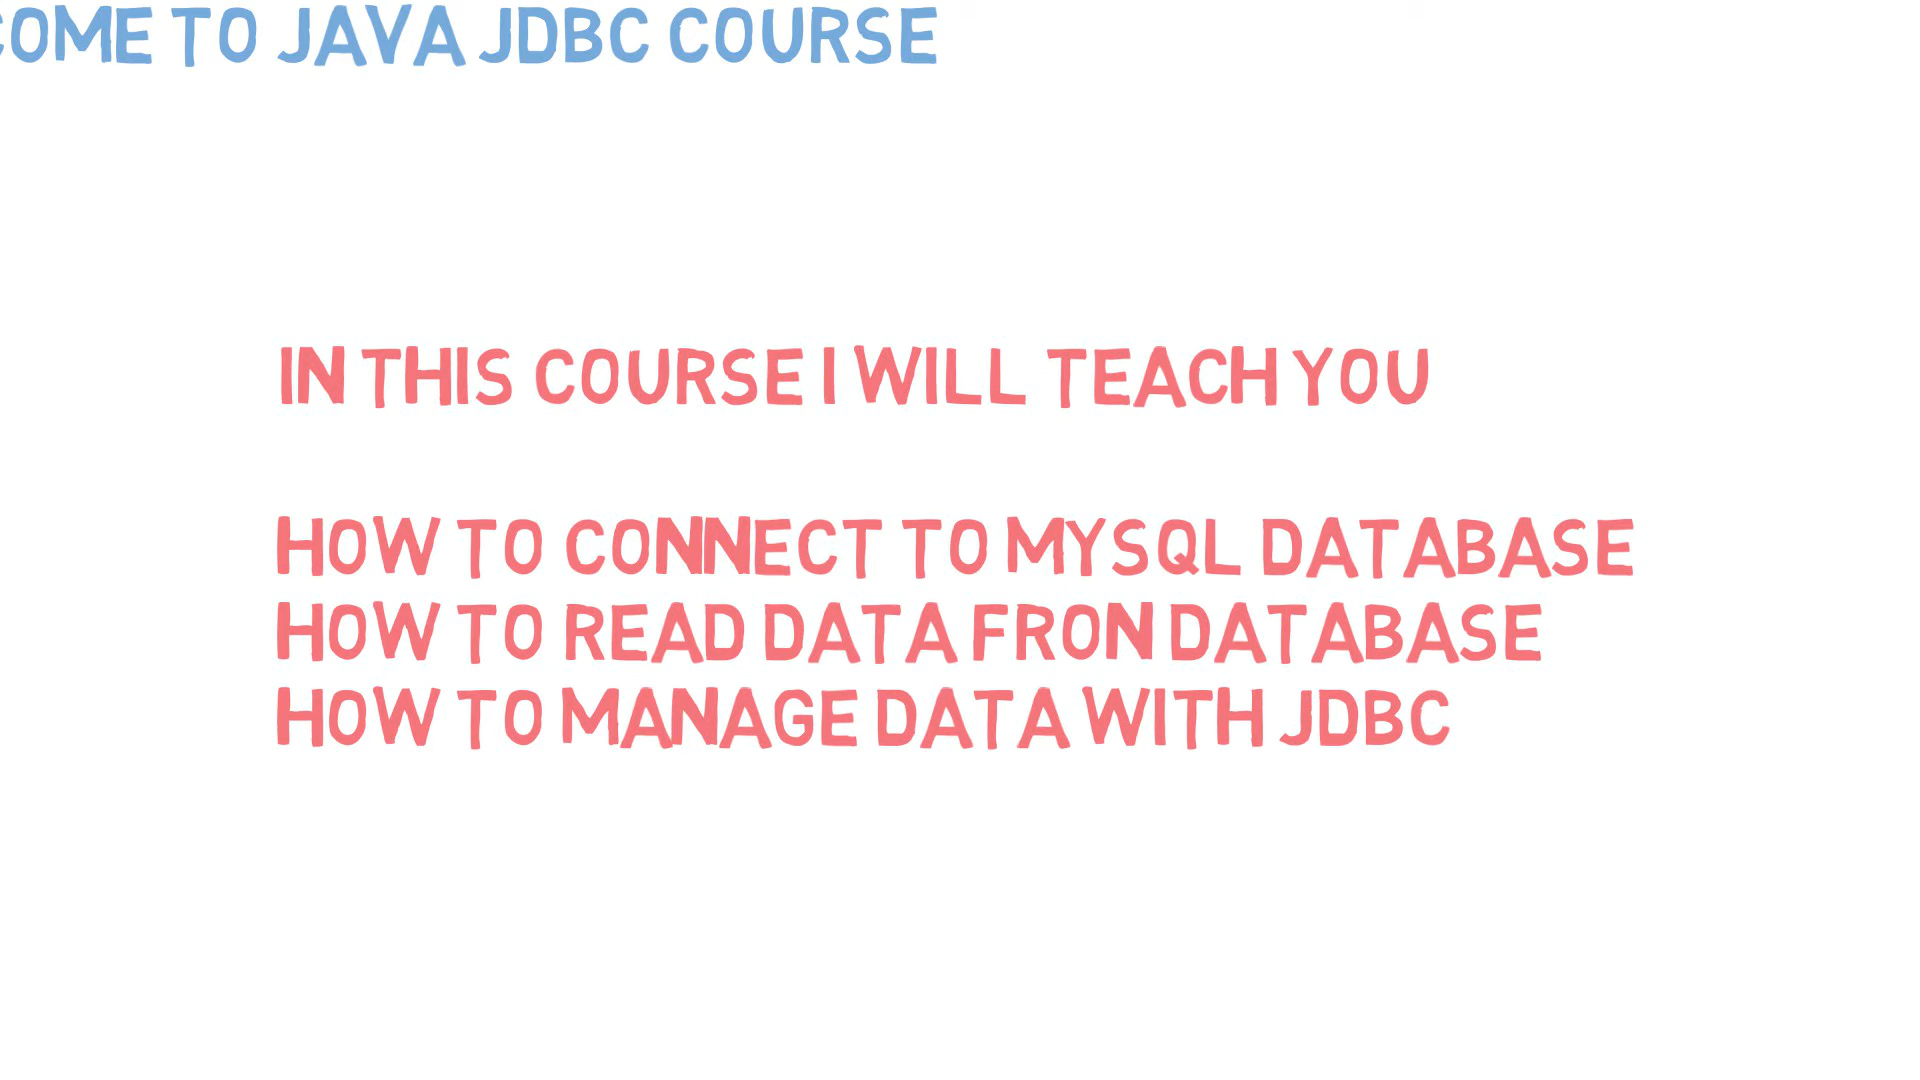 COME TO JAVA JDBC COURSE
IN THIS COURSE I WILL TEACH YOU
HOW TO CONNECT TO MYSQL DATABASE
HOW TO READ DATA FRON DATABASE
HOW TO MANAGE DATA WITH JDBC